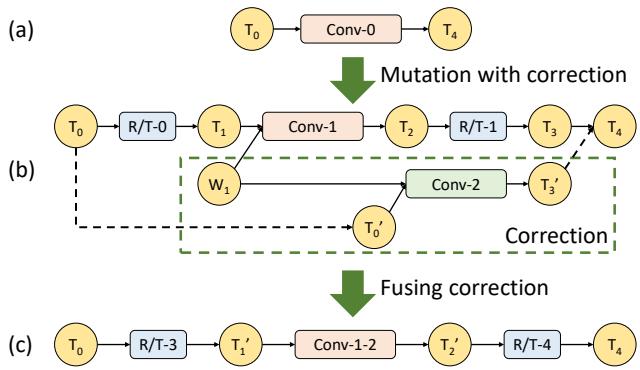 (a) T₀ Conv-0 T₄
Mutation with correction
T₀ R/T-0 T₁ Conv-1 T₂ R/T-1 T₃ T₄
(b) W₁ Conv-2 T₃'
T₀'
Correction
Fusing correction
(c) T₀ R/T-3 T₁' Conv-1-2 T₂' R/T-4 T₄